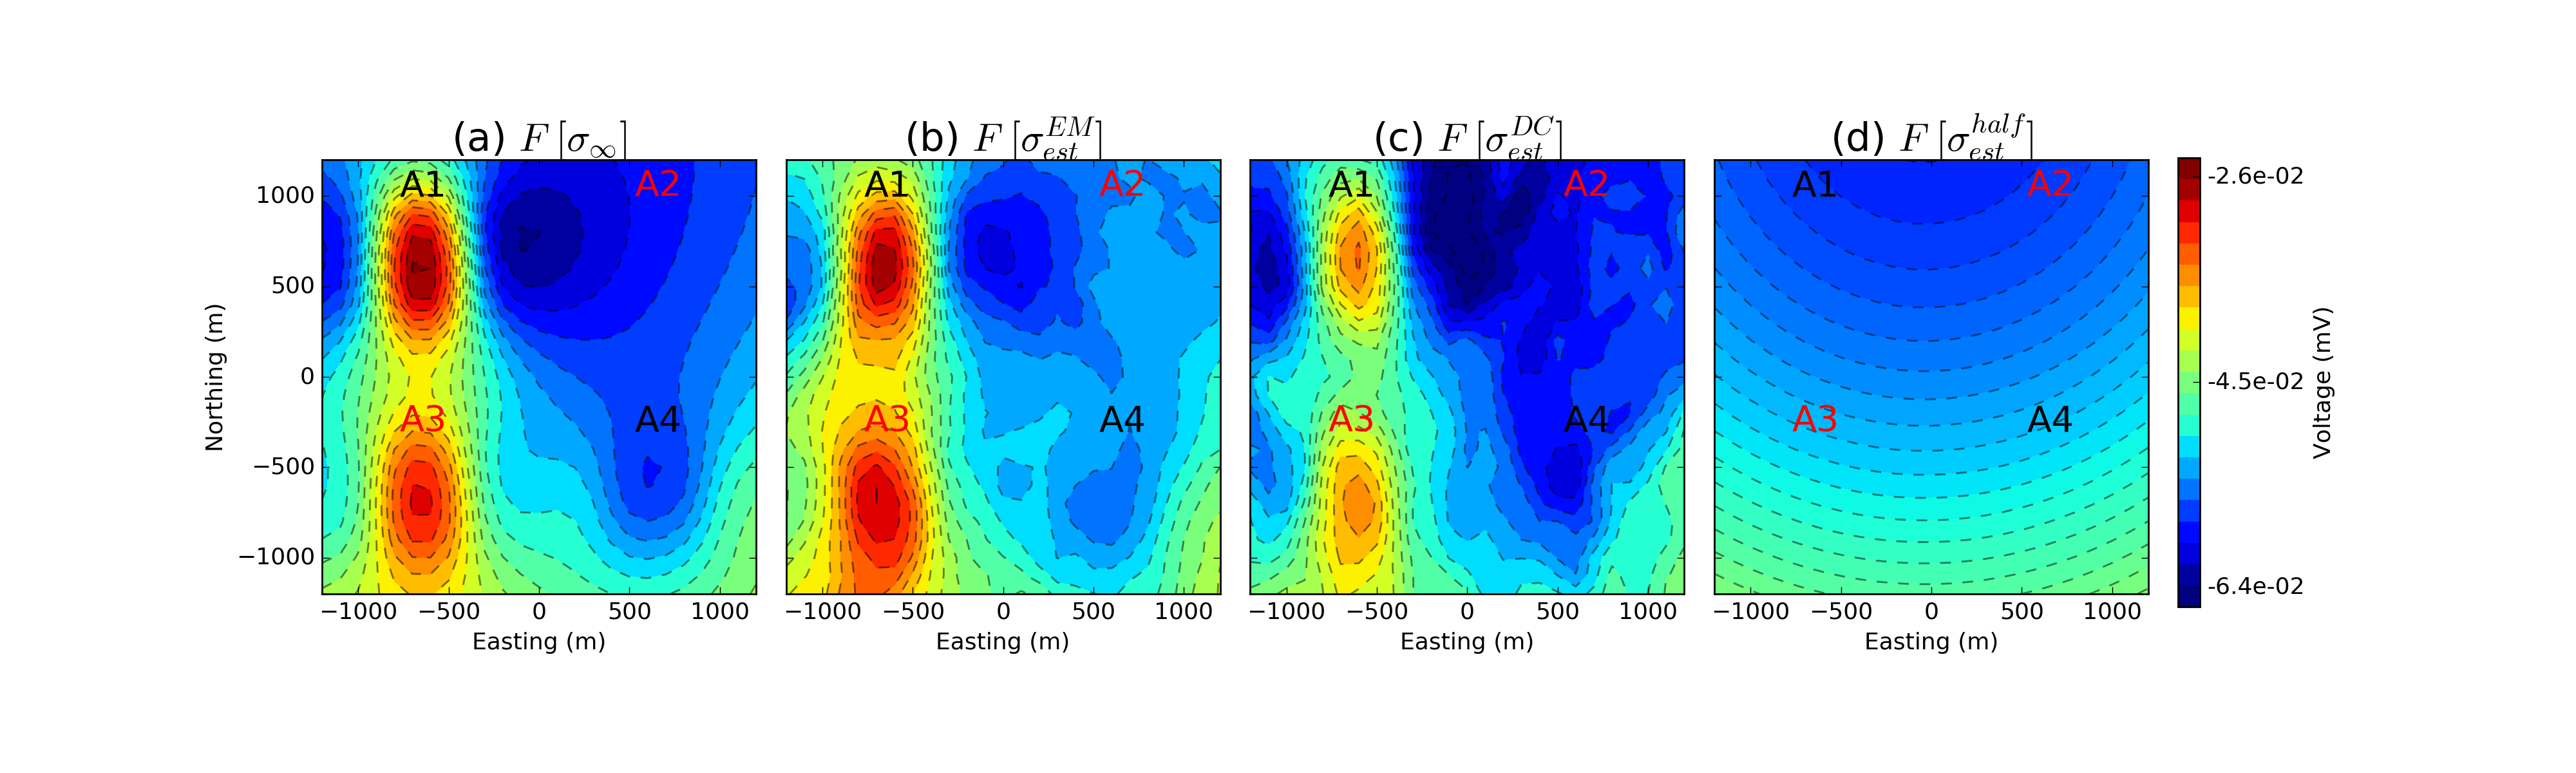 (a) F [σ∞]
(b) F [σ_est^EM]
(c) F [σ_est^DC]
(d) F [σ_est^half]
A1 A2 A1 A2 A1 A2 A1 A2
A3 A4 A3 A4 A3 A4 A3 A4
1000
500
0
−500
−1000
Northing (m)
−1000 −500 0 500 1000
Easting (m)
−1000 −500 0 500 1000
Easting (m)
−1000 −500 0 500 1000
Easting (m)
−1000 −500 0 500 1000
Easting (m)
-2.6e-02
-4.5e-02
-6.4e-02
Voltage (mV)